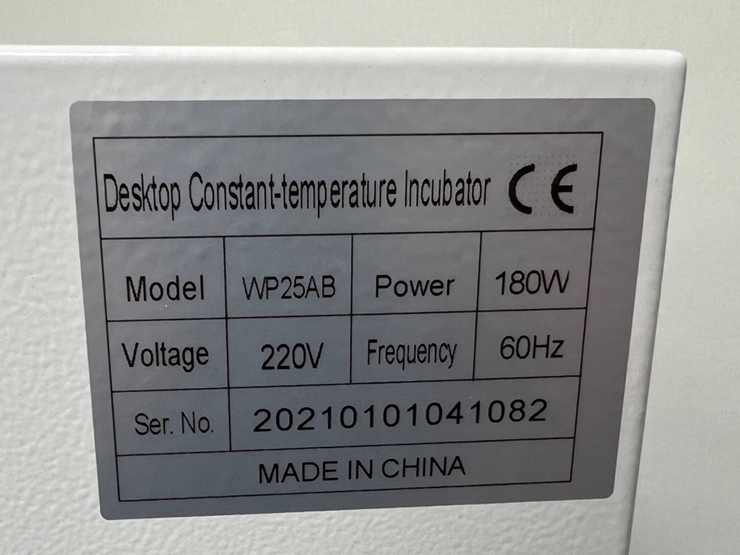 Desktop Constant-temperature Incubator CE
Model WP25AB Power 180W
Voltage 220V Frequency 60Hz
Ser. No. 20210101041082
MADE IN CHINA